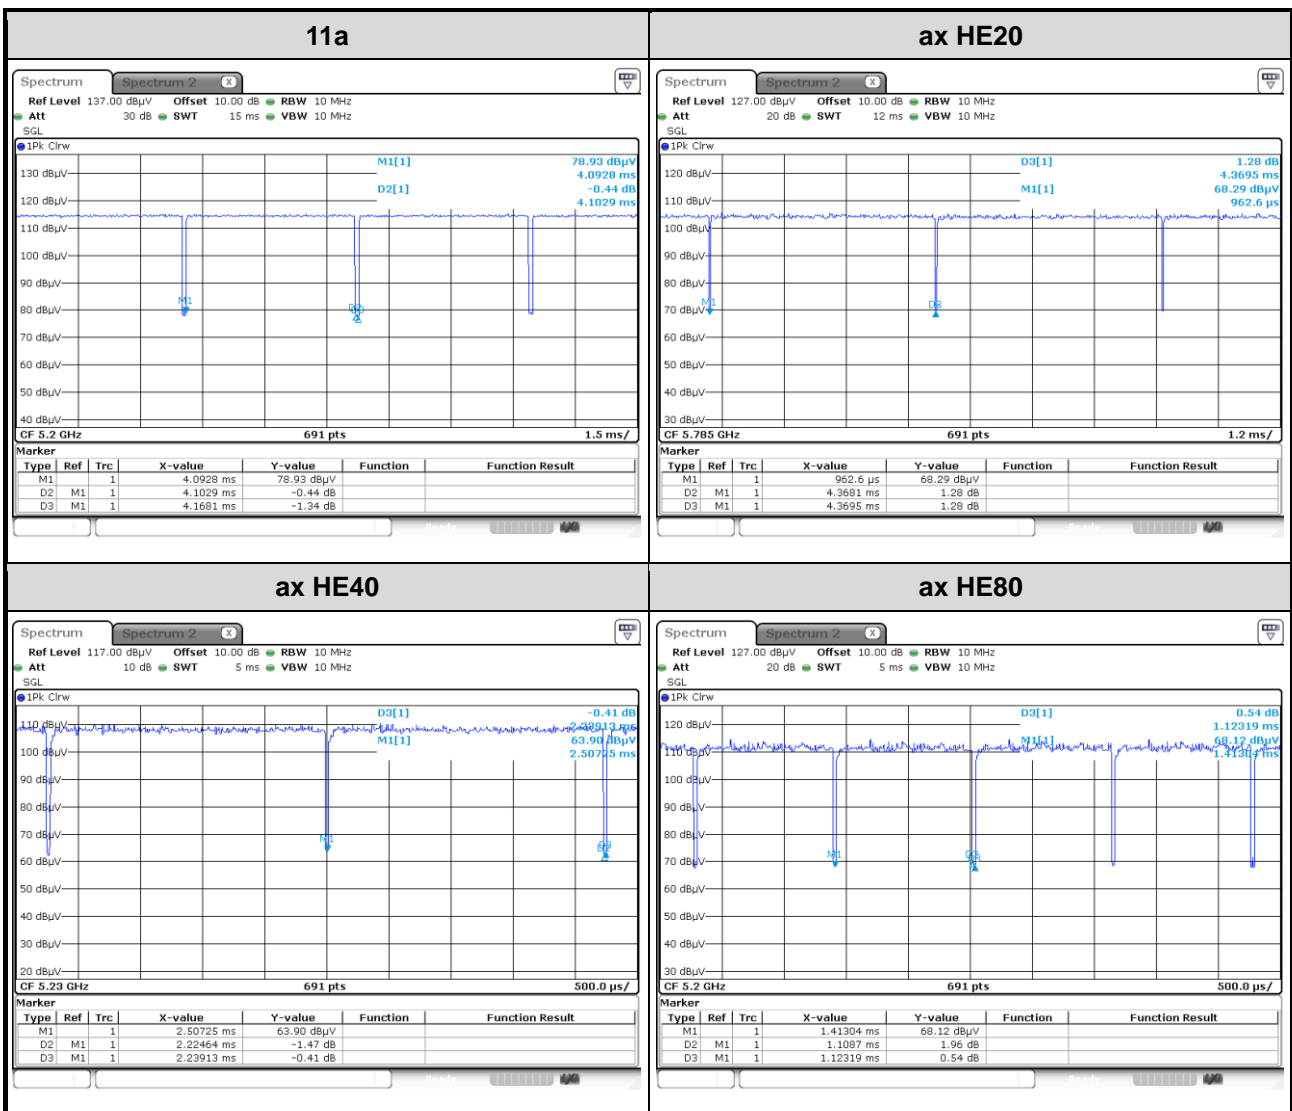 11a
Spectrum
Spectrum 2 X
Ref Level 137.00 dBµV Offset 10.00 dB RBW 10 MHz
Att 30 dB SWT 15 ms VBW 10 MHz
SGL
1Pk Clrw
M1[1] 78.93 dBµV
4.0928 ms
D2[1] -0.44 dB
4.1029 ms
130 dBµV
120 dBµV
110 dBµV
100 dBµV
90 dBµV
80 dBµV
70 dBµV
60 dBµV
50 dBµV
40 dBµV
M1
CF 5.2 GHz 691 pts 1.5 ms/
Marker
Type Ref Trc X-value Y-value Function Function Result
M1 1 4.0928 ms 78.93 dBµV
D2 M1 1 4.1029 ms -0.44 dB
D3 M1 1 4.1681 ms -1.34 dB
ax HE20
Spectrum
Spectrum 2 X
Ref Level 127.00 dBµV Offset 10.00 dB RBW 10 MHz
Att 20 dB SWT 12 ms VBW 10 MHz
SGL
1Pk Clrw
D3[1] 1.28 dB
4.3695 ms
M1[1] 68.29 dBµV
962.6 µs
120 dBµV
110 dBµV
100 dBµV
90 dBµV
80 dBµV
70 dBµV
60 dBµV
50 dBµV
40 dBµV
30 dBµV
M1
D3
CF 5.785 GHz 691 pts 1.2 ms/
Marker
Type Ref Trc X-value Y-value Function Function Result
M1 1 962.6 µs 68.29 dBµV
D2 M1 1 4.3681 ms 1.28 dB
D3 M1 1 4.3695 ms 1.28 dB
ax HE40
Spectrum
Spectrum 2 X
Ref Level 117.00 dBµV Offset 10.00 dB RBW 10 MHz
Att 10 dB SWT 5 ms VBW 10 MHz
SGL
1Pk Clrw
D3[1] -0.41 dB
2.23913 ms
M1[1] 63.90 dBµV
2.50725 ms
110 dBµV
100 dBµV
90 dBµV
80 dBµV
70 dBµV
60 dBµV
50 dBµV
40 dBµV
30 dBµV
20 dBµV
M1
CF 5.23 GHz 691 pts 500.0 µs/
Marker
Type Ref Trc X-value Y-value Function Function Result
M1 1 2.50725 ms 63.90 dBµV
D2 M1 1 2.22464 ms -1.47 dB
D3 M1 1 2.23913 ms -0.41 dB
ax HE80
Spectrum
Spectrum 2 X
Ref Level 127.00 dBµV Offset 10.00 dB RBW 10 MHz
Att 20 dB SWT 5 ms VBW 10 MHz
SGL
1Pk Clrw
D3[1] 0.54 dB
1.12319 ms
M1[1] 68.12 dBµV
1.41304 ms
120 dBµV
110 dBµV
100 dBµV
90 dBµV
80 dBµV
70 dBµV
60 dBµV
50 dBµV
40 dBµV
30 dBµV
M1
CF 5.2 GHz 691 pts 500.0 µs/
Marker
Type Ref Trc X-value Y-value Function Function Result
M1 1 1.41304 ms 68.12 dBµV
D2 M1 1 1.1087 ms 1.96 dB
D3 M1 1 1.12319 ms 0.54 dB